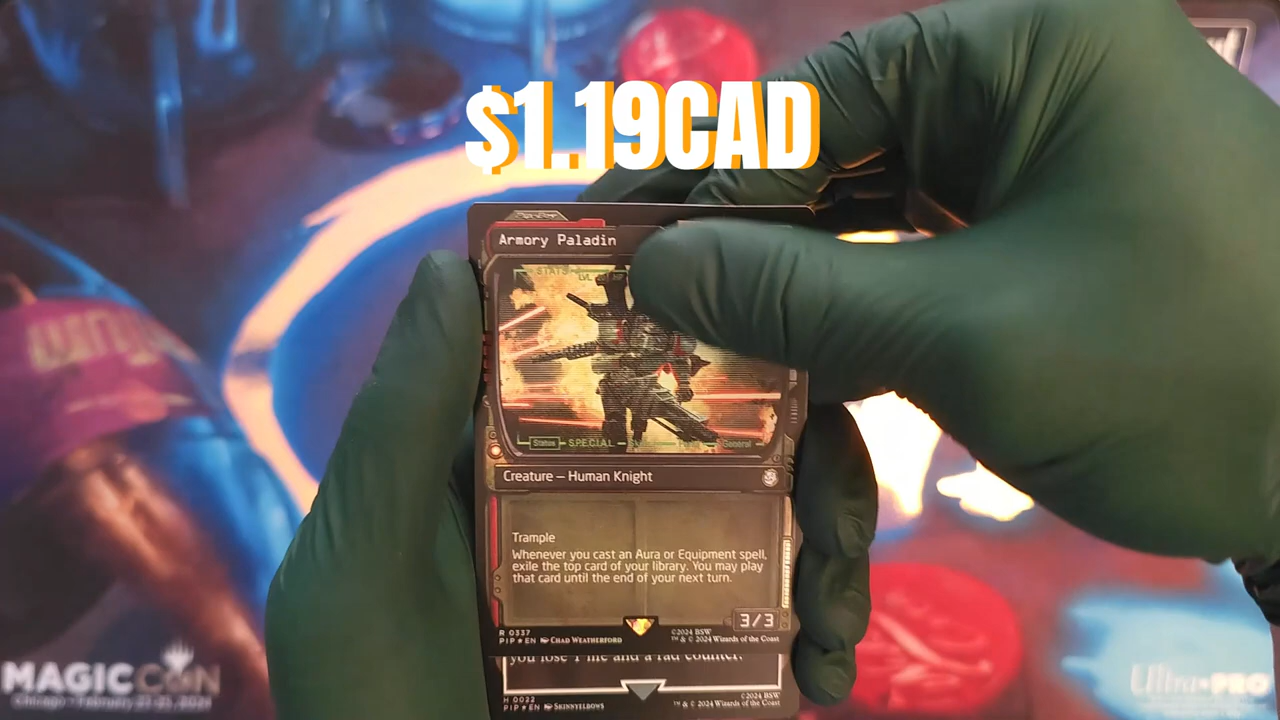 $1.19CAD
Armory Paladin
STATS LVL HP
Status S.P.E.C.I.A.L. General
Creature — Human Knight
Trample
Whenever you cast an Aura or Equipment spell,
exile the top card of your library. You may play
that card until the end of your next turn.
3/3
R 0337
PIP ★ EN Chad Weatherford
©2024 BSW
™ & © 2024 Wizards of the Coast
you lose 1 life and a rad counter.
H 0022
PIP ★ EN Skinnyelbows
©2024 BSW
™ & © 2024 Wizards of the Coast
MAGICCON
Chicago • February 23-25, 2024
Ultra•PRO